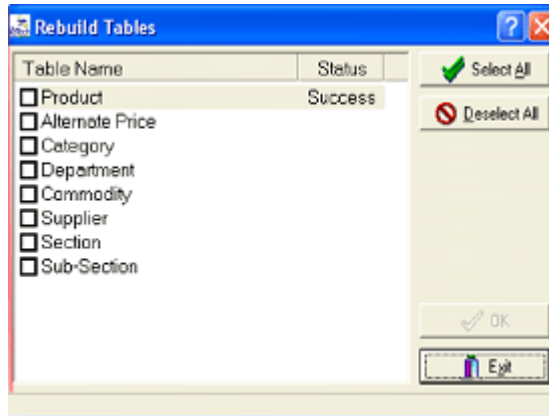 Rebuild Tables
Table Name Status
Product Success
Alternate Price
Category
Department
Commodity
Supplier
Section
Sub-Section
Select All
Deselect All
OK
Exit